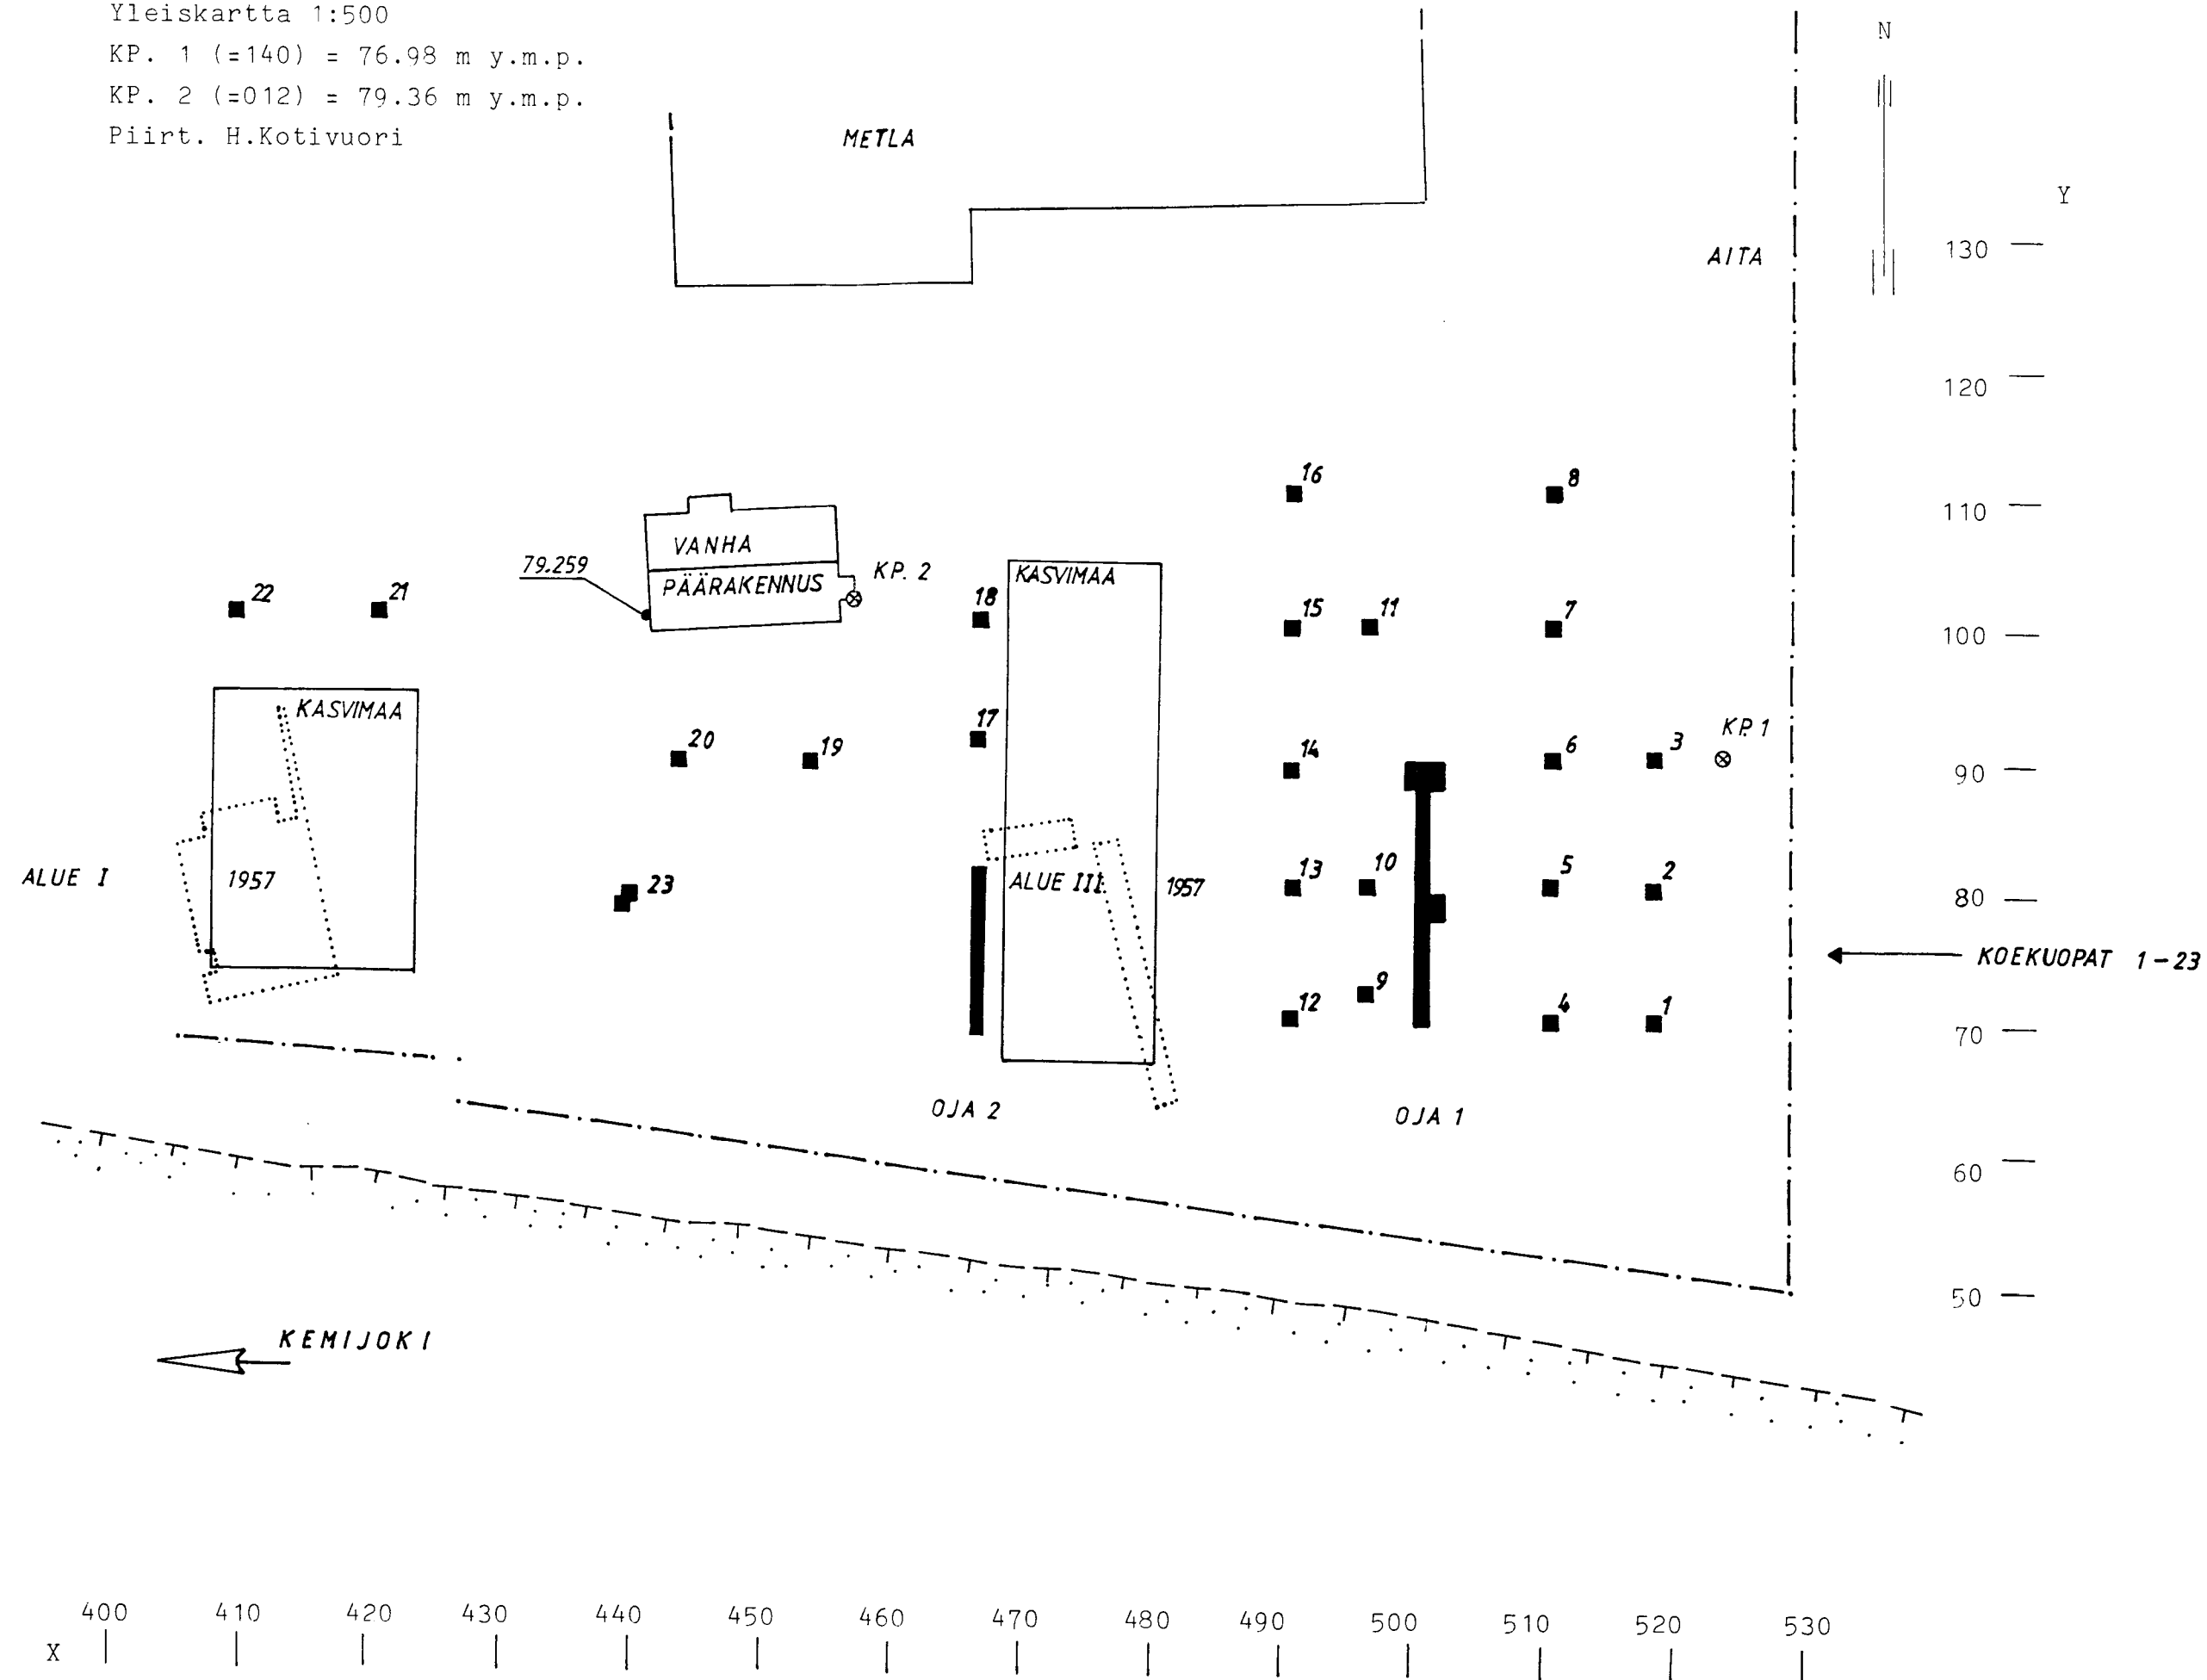 Yleiskartta 1:500
KP. 1 (=140) = 76.98 m y.m.p.
KP. 2 (=012) = 79.36 m y.m.p.
Piirt. H.Kotivuori
METLA
N
Y
130
AITA
120
16
8
110
VANHA
79.259
PÄÄRAKENNUS
KP. 2
KASVIMAA
22
21
18
15
11
7
100
KASVIMAA
17
KP. 1
20
19
14
6
3
90
ALUE I
1957
23
ALUE III
1957
13
10
5
2
80
KOEKUOPAT 1-23
12
9
4
1
70
OJA 2
OJA 1
60
50
KEMIJOKI
400
410
420
430
440
450
460
470
480
490
500
510
520
530
X